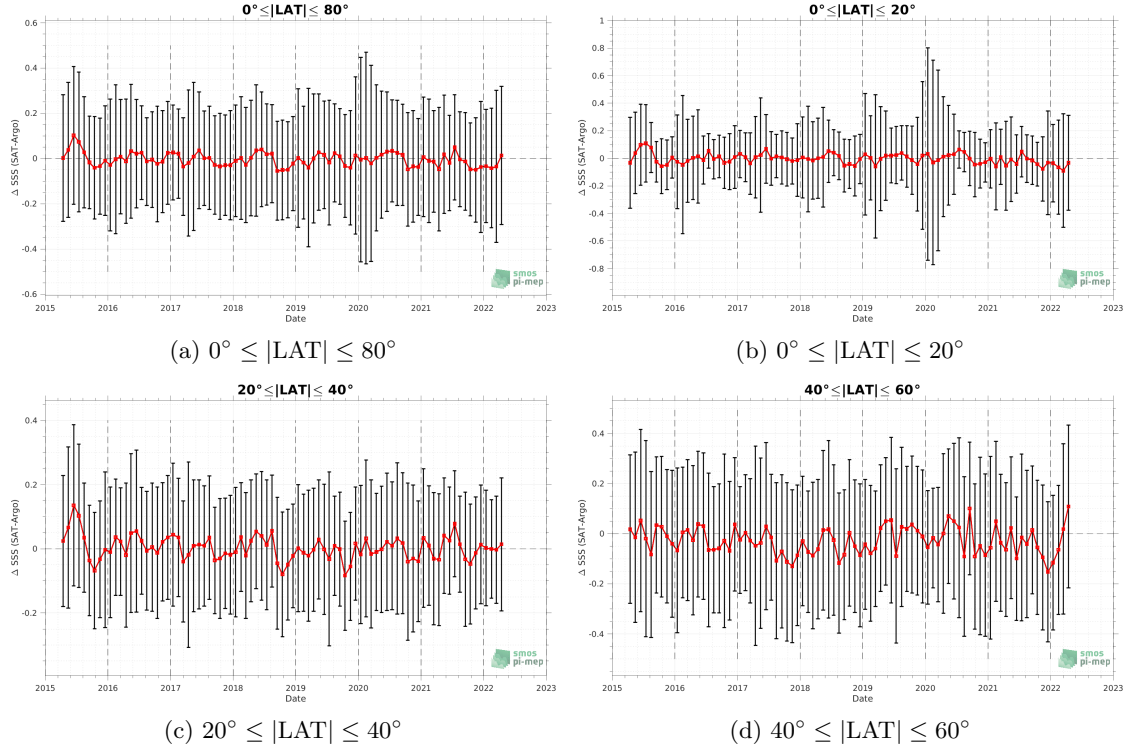 0°≤|LAT|≤ 80°
0.6
0.4
0.2
0
-0.2
-0.4
-0.6
Δ SSS (SAT-Argo)
2015 2016 2017 2018 2019 2020 2021 2022 2023
Date
smos
pi-mep
(a) 0° ≤ |LAT| ≤ 80°
0°≤|LAT|≤ 20°
1
0.8
0.6
0.4
0.2
0
-0.2
-0.4
-0.6
-0.8
Δ SSS (SAT-Argo)
2015 2016 2017 2018 2019 2020 2021 2022 2023
Date
smos
pi-mep
(b) 0° ≤ |LAT| ≤ 20°
20°≤|LAT|≤ 40°
0.4
0.2
0
-0.2
Δ SSS (SAT-Argo)
2015 2016 2017 2018 2019 2020 2021 2022 2023
Date
smos
pi-mep
(c) 20° ≤ |LAT| ≤ 40°
40°≤|LAT|≤ 60°
0.4
0.2
0
-0.2
-0.4
Δ SSS (SAT-Argo)
2015 2016 2017 2018 2019 2020 2021 2022 2023
Date
smos
pi-mep
(d) 40° ≤ |LAT| ≤ 60°